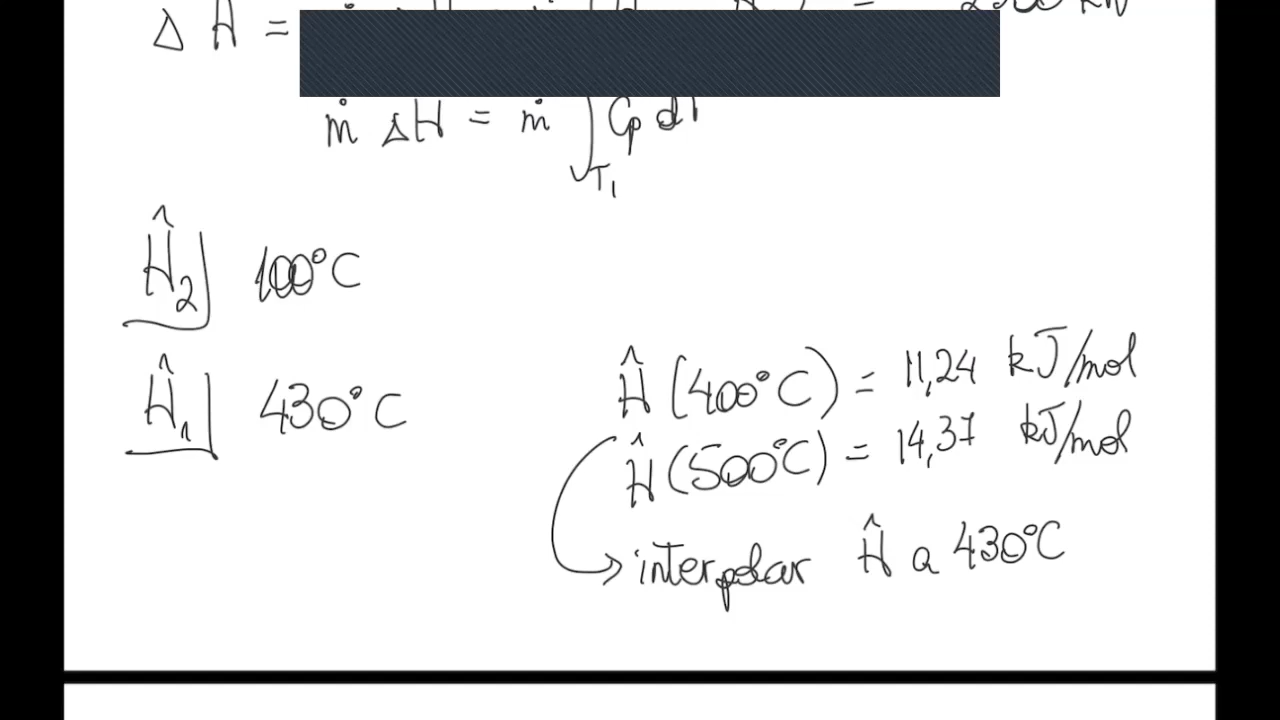 Δ H =
ṁ ΔH = ṁ ∫ Cp dT
T₁
Ĥ₂ 100°C
Ĥ₁ 430°C
Ĥ (400°C) = 11,24 kJ/mol
Ĥ (500°C) = 14,37 kJ/mol
→ interpolar Ĥ a 430°C